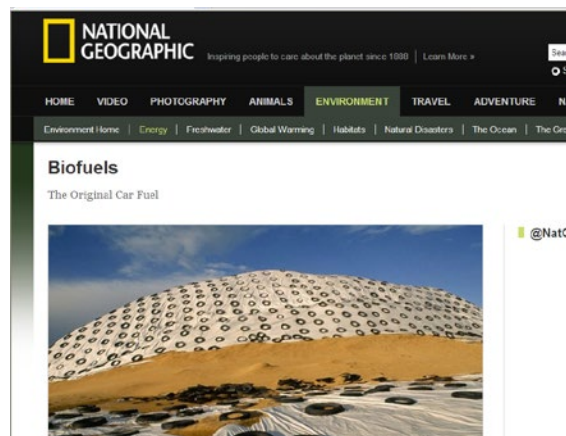 NATIONAL
GEOGRAPHIC
Inspiring people to care about the planet since 1888 | Learn More »
HOME VIDEO PHOTOGRAPHY ANIMALS ENVIRONMENT TRAVEL ADVENTURE
Environment Home | Energy | Freshwater | Global Warming | Habitats | Natural Disasters | The Ocean |
Biofuels
The Original Car Fuel